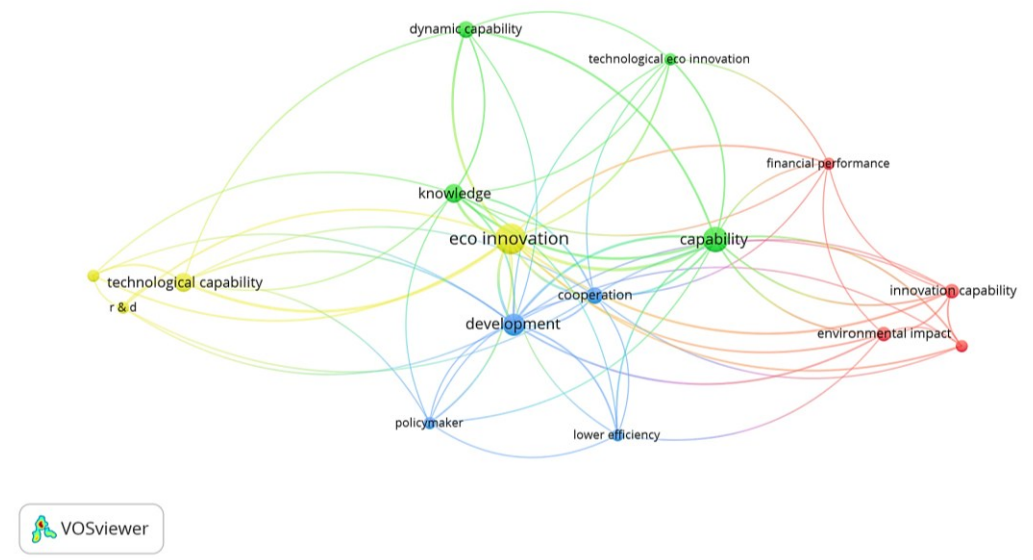 dynamic capability
technological eco innovation
financial performance
knowledge
eco innovation
capability
technological capability
r & d
cooperation
innovation capability
development
environmental impact
policymaker
lower efficiency
VOSviewer